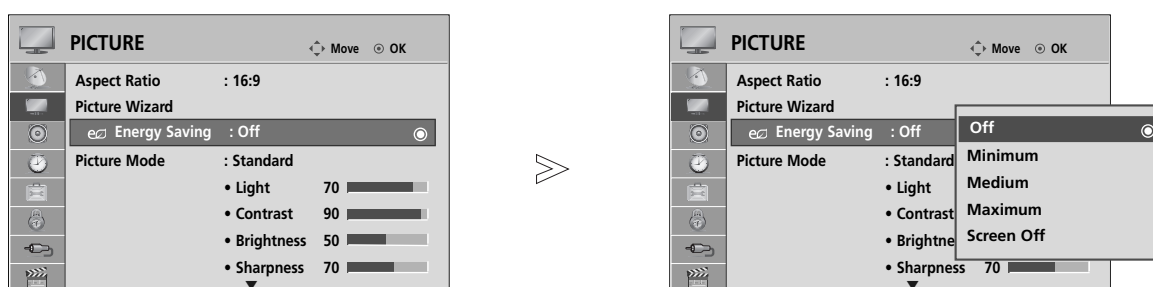 PICTURE
Move OK
Aspect Ratio : 16:9
Picture Wizard
eco Energy Saving : Off
Picture Mode : Standard
• Light 70
• Contrast 90
• Brightness 50
• Sharpness 70
PICTURE
Move OK
Aspect Ratio : 16:9
Picture Wizard
eco Energy Saving : Off
Picture Mode : Standard
• Light
• Contrast
• Brightne
• Sharpness 70
Off
Minimum
Medium
Maximum
Screen Off